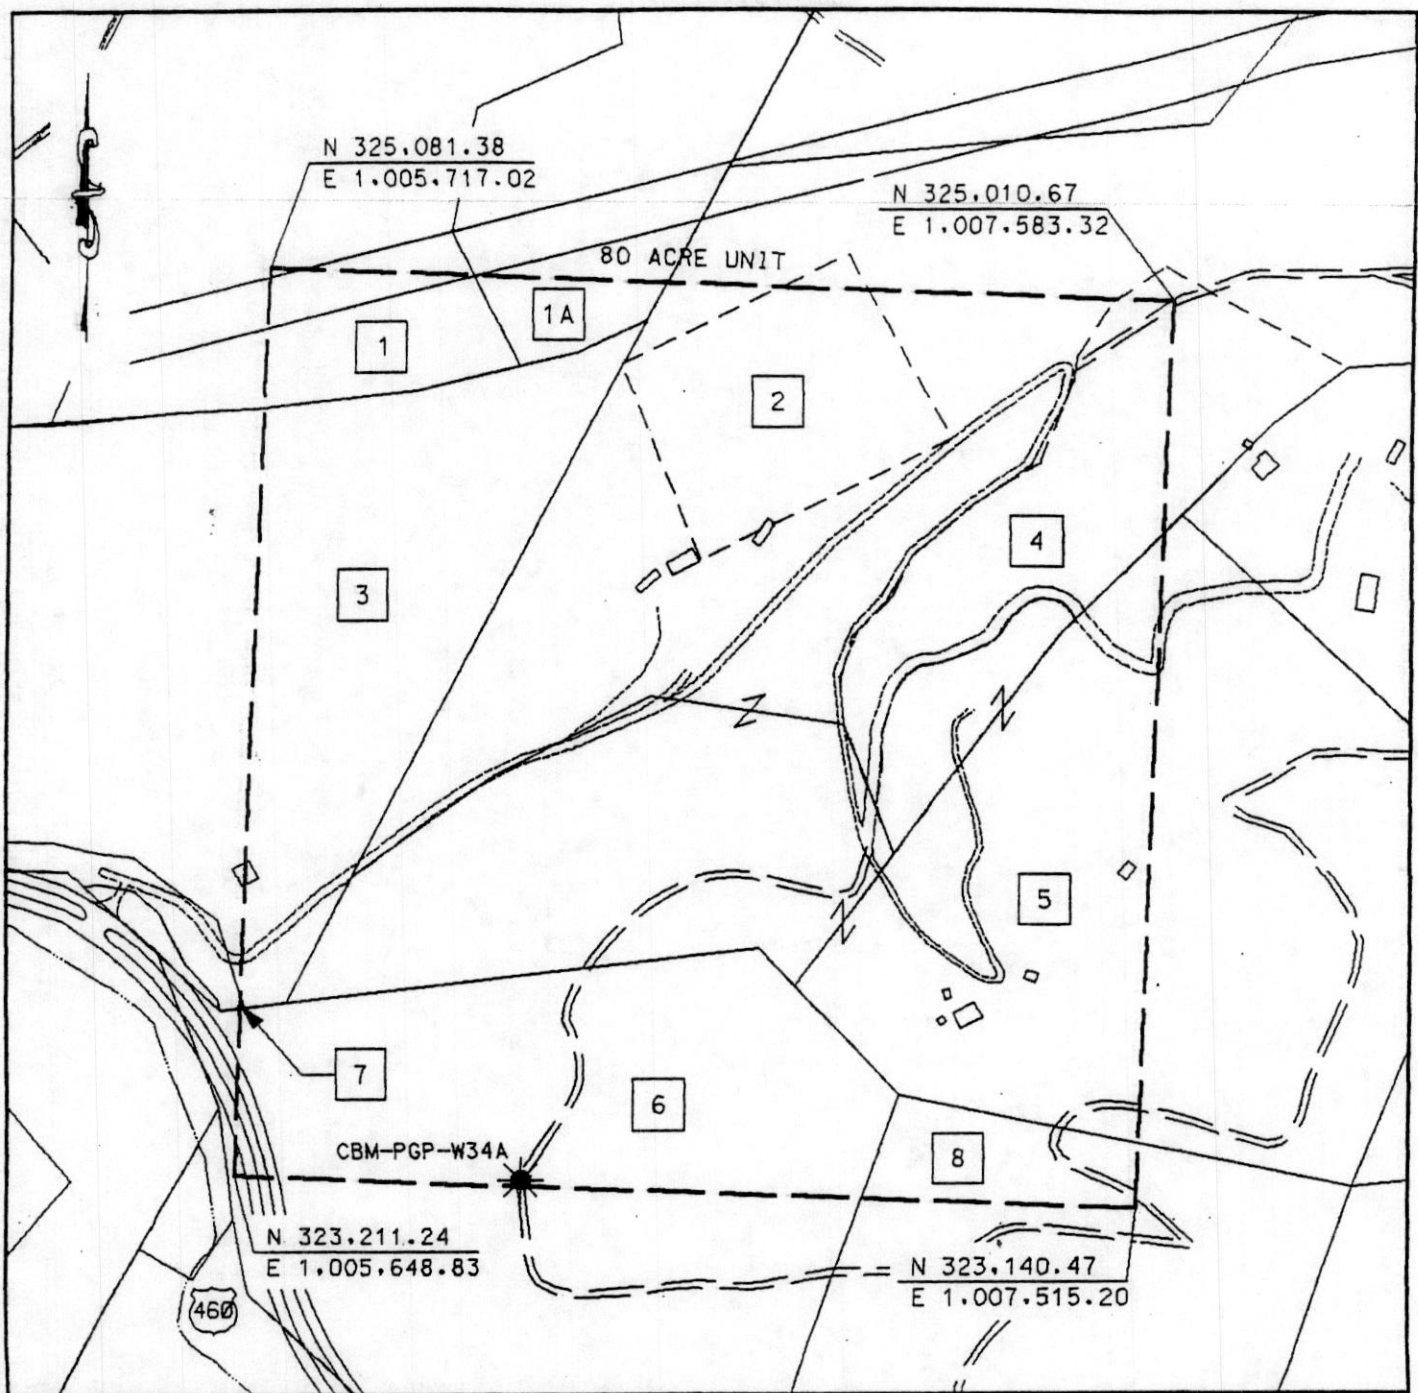 N 325.081.38
E 1.005.717.02
N 325.010.67
E 1.007.583.32
80 ACRE UNIT
1A
1
2
4
3
5
7
6
CBM-PGP-W34A
8
N 323.211.24
E 1.005.648.83
N 323.140.47
E 1.007.515.20
460